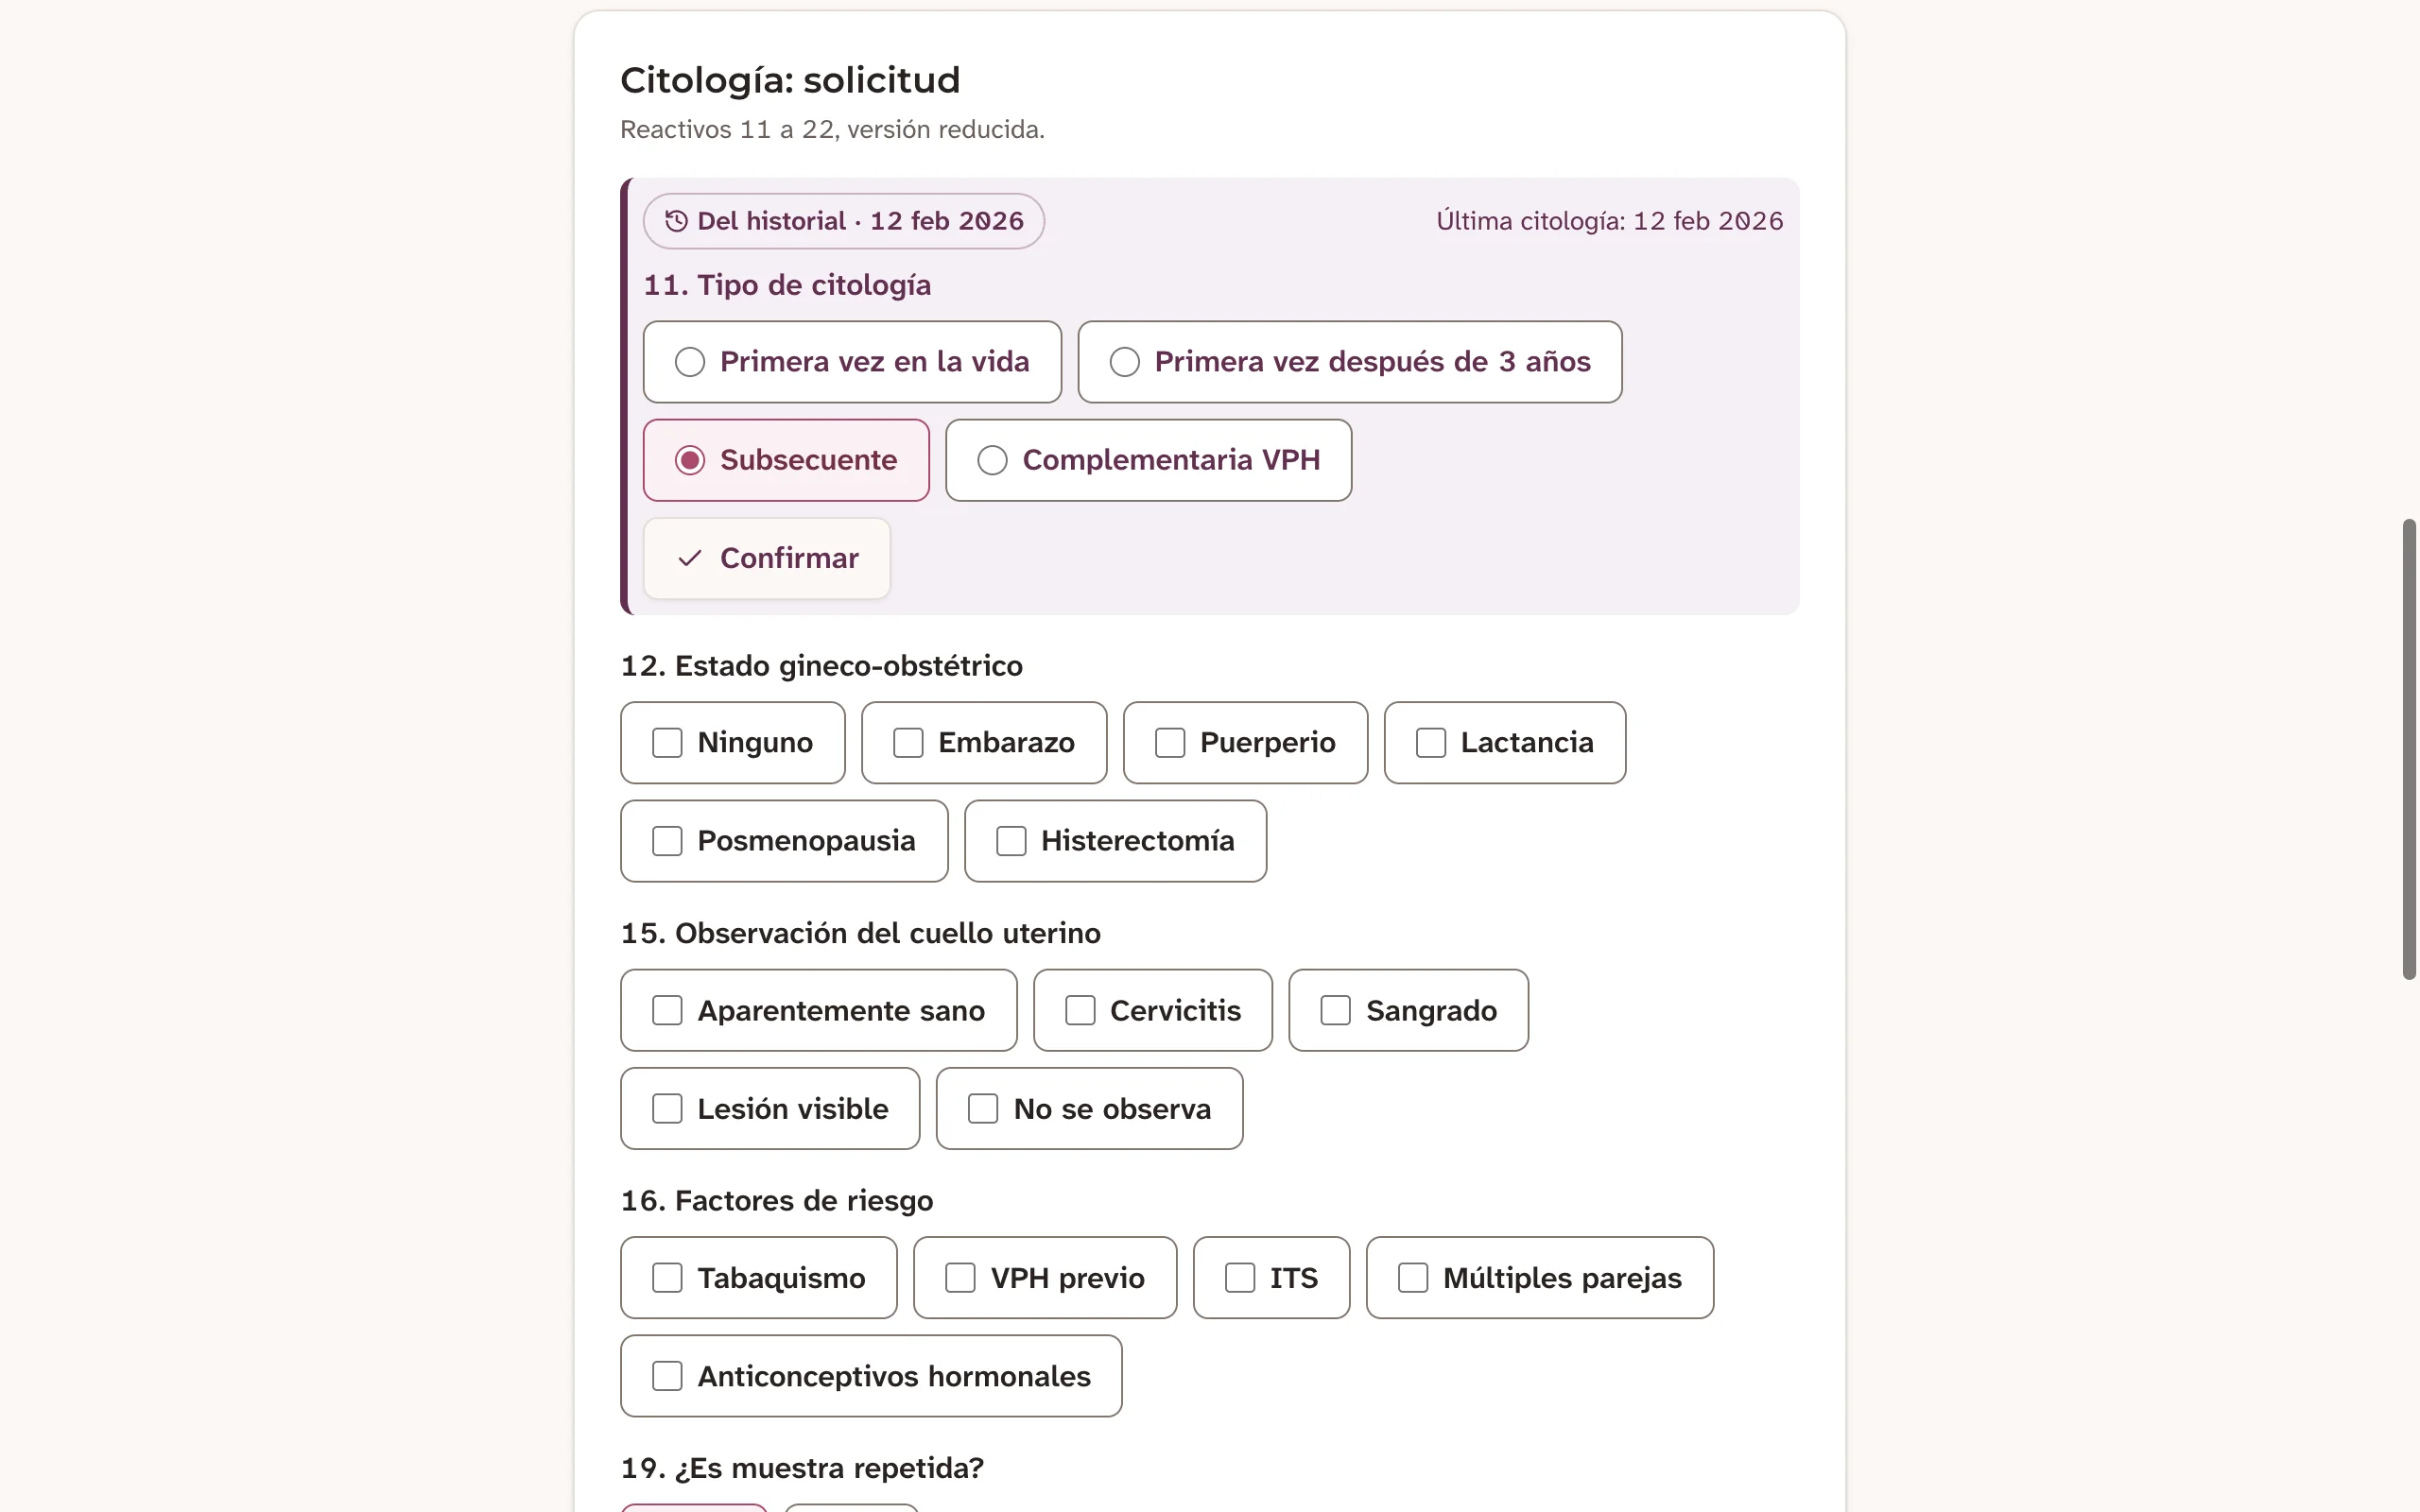 Citología: solicitud
Reactivos 11 a 22, versión reducida.
Del historial · 12 feb 2026
Última citología: 12 feb 2026
11. Tipo de citología
Primera vez en la vida
Primera vez después de 3 años
Subsecuente
Complementaria VPH
Confirmar
12. Estado gineco-obstétrico
Ninguno
Embarazo
Puerperio
Lactancia
Posmenopausia
Histerectomía
15. Observación del cuello uterino
Aparentemente sano
Cervicitis
Sangrado
Lesión visible
No se observa
16. Factores de riesgo
Tabaquismo
VPH previo
ITS
Múltiples parejas
Anticonceptivos hormonales
19. ¿Es muestra repetida?